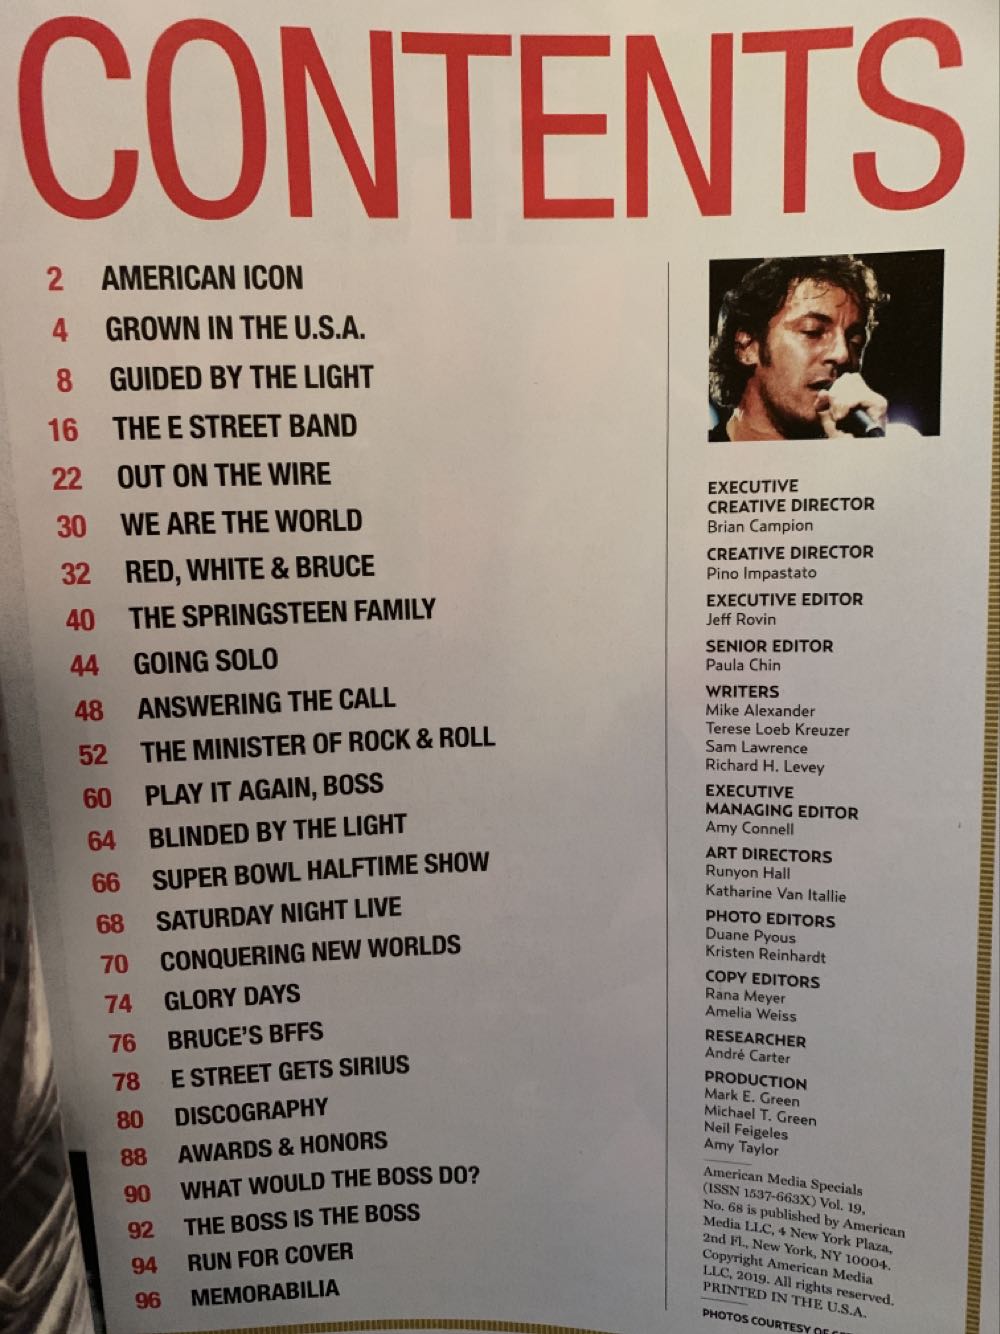 CONTENTS
2 AMERICAN ICON
4 GROWN IN THE U.S.A.
8 GUIDED BY THE LIGHT
16 THE E STREET BAND
22 OUT ON THE WIRE
30 WE ARE THE WORLD
32 RED, WHITE & BRUCE
40 THE SPRINGSTEEN FAMILY
44 GOING SOLO
48 ANSWERING THE CALL
52 THE MINISTER OF ROCK & ROLL
60 PLAY IT AGAIN, BOSS
64 BLINDED BY THE LIGHT
66 SUPER BOWL HALFTIME SHOW
68 SATURDAY NIGHT LIVE
70 CONQUERING NEW WORLDS
74 GLORY DAYS
76 BRUCE'S BFFS
78 E STREET GETS SIRIUS
80 DISCOGRAPHY
88 AWARDS & HONORS
90 WHAT WOULD THE BOSS DO?
92 THE BOSS IS THE BOSS
94 RUN FOR COVER
96 MEMORABILIA
EXECUTIVE
CREATIVE DIRECTOR
Brian Campion
CREATIVE DIRECTOR
Pino Impastato
EXECUTIVE EDITOR
Jeff Rovin
SENIOR EDITOR
Paula Chin
WRITERS
Mike Alexander
Terese Loeb Kreuzer
Sam Lawrence
Richard H. Levey
EXECUTIVE
MANAGING EDITOR
Amy Connell
ART DIRECTORS
Runyon Hall
Katharine Van Itallie
PHOTO EDITORS
Duane Pyous
Kristen Reinhardt
COPY EDITORS
Rana Meyer
Amelia Weiss
RESEARCHER
André Carter
PRODUCTION
Mark E. Green
Michael T. Green
Neil Feigeles
Amy Taylor
American Media Specials
(ISSN 1537-663X) Vol. 19,
No. 68 is published by American
Media LLC, 4 New York Plaza,
2nd Fl., New York, NY 10004.
Copyright American Media
LLC, 2019. All rights reserved.
PRINTED IN THE U.S.A.
PHOTOS COURTESY OF